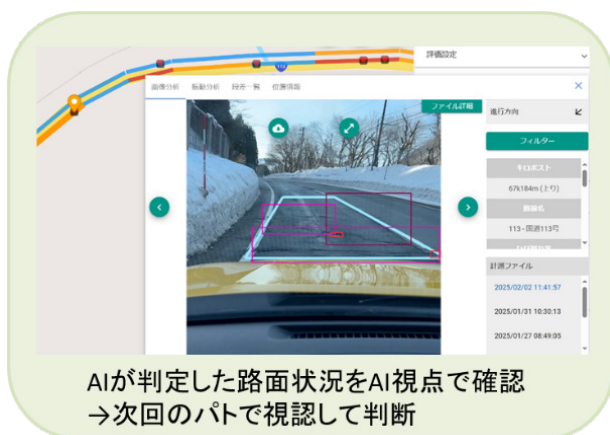 評価設定
画像分析 振動分析 段差一覧 位置情報
ファイル詳細
進行方向
フィルター
キロポスト
67k184m(上り)
路線名
113-国道113号
計測ファイル
2025/02/02 11:41:57
2025/01/31 10:30:13
2025/01/27 08:49:05
AIが判定した路面状況をAI視点で確認
→次回のパトで視認して判断